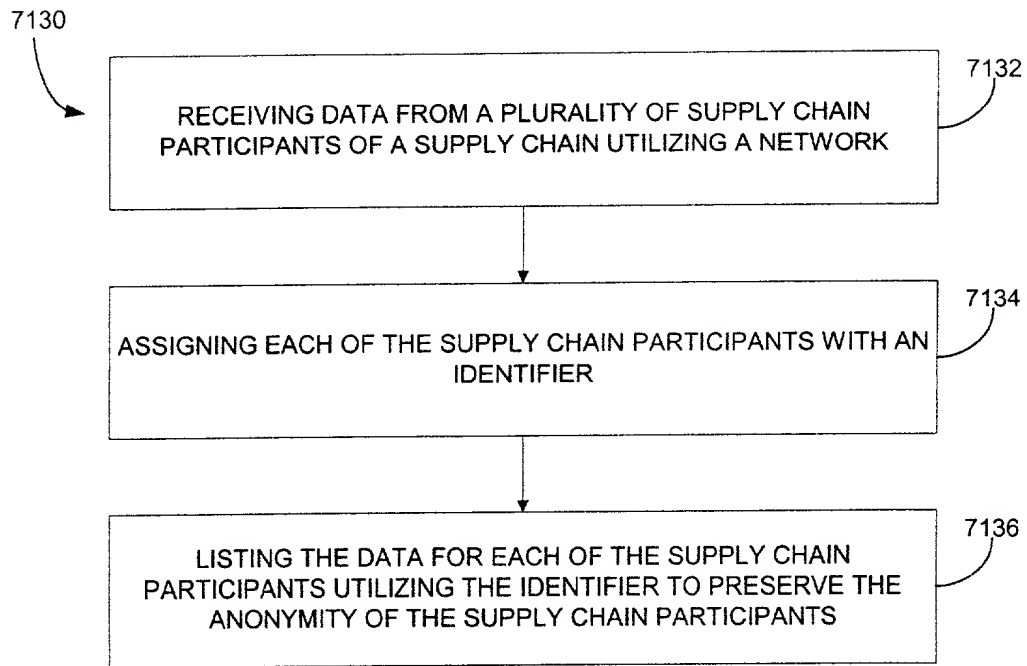 7130
7132
RECEIVING DATA FROM A PLURALITY OF SUPPLY CHAIN
PARTICIPANTS OF A SUPPLY CHAIN UTILIZING A NETWORK
7134
ASSIGNING EACH OF THE SUPPLY CHAIN PARTICIPANTS WITH AN
IDENTIFIER
7136
LISTING THE DATA FOR EACH OF THE SUPPLY CHAIN
PARTICIPANTS UTILIZING THE IDENTIFIER TO PRESERVE THE
ANONYMITY OF THE SUPPLY CHAIN PARTICIPANTS